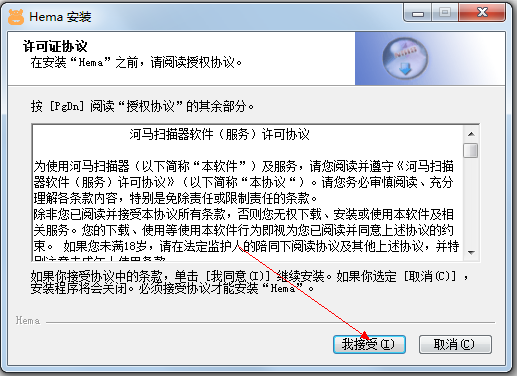 Hema 安装
许可证协议
在安装“Hema”之前，请阅读授权协议。
按 [PgDn] 阅读“授权协议”的其余部分。
河马扫描器软件（服务）许可协议
为使用河马扫描器（以下简称“本软件”）及服务，请您阅读并遵守《河马扫描
器软件（服务）许可协议》（以下简称“本协议“）。请您务必审慎阅读、充分
理解各条款内容，特别是免除责任或限制责任的条款。
除非您已阅读并接受本协议所有条款，否则您无权下载、安装或使用本软件及相
关服务。您的下载、使用等使用本软件行为即视为您已阅读并同意上述协议的约
束。 如果您未满18岁，请在法定监护人的陪同下阅读协议及其他上述协议，并特
别注意未成年人使用条款
如果你接受协议中的条款，单击 [我同意(I)] 继续安装。如果你选定 [取消(C)] ，
安装程序将会关闭。必须接受协议才能安装“Hema”。
Hema
我接受(I)
取消(C)